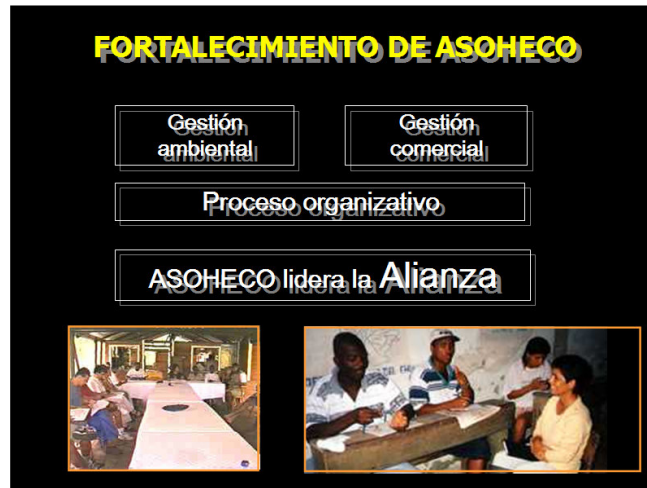 FORTALECIMIENTO DE ASOHECO
Gestión
ambiental
Gestión
comercial
Proceso organizativo
ASOHECO lidera la Alianza